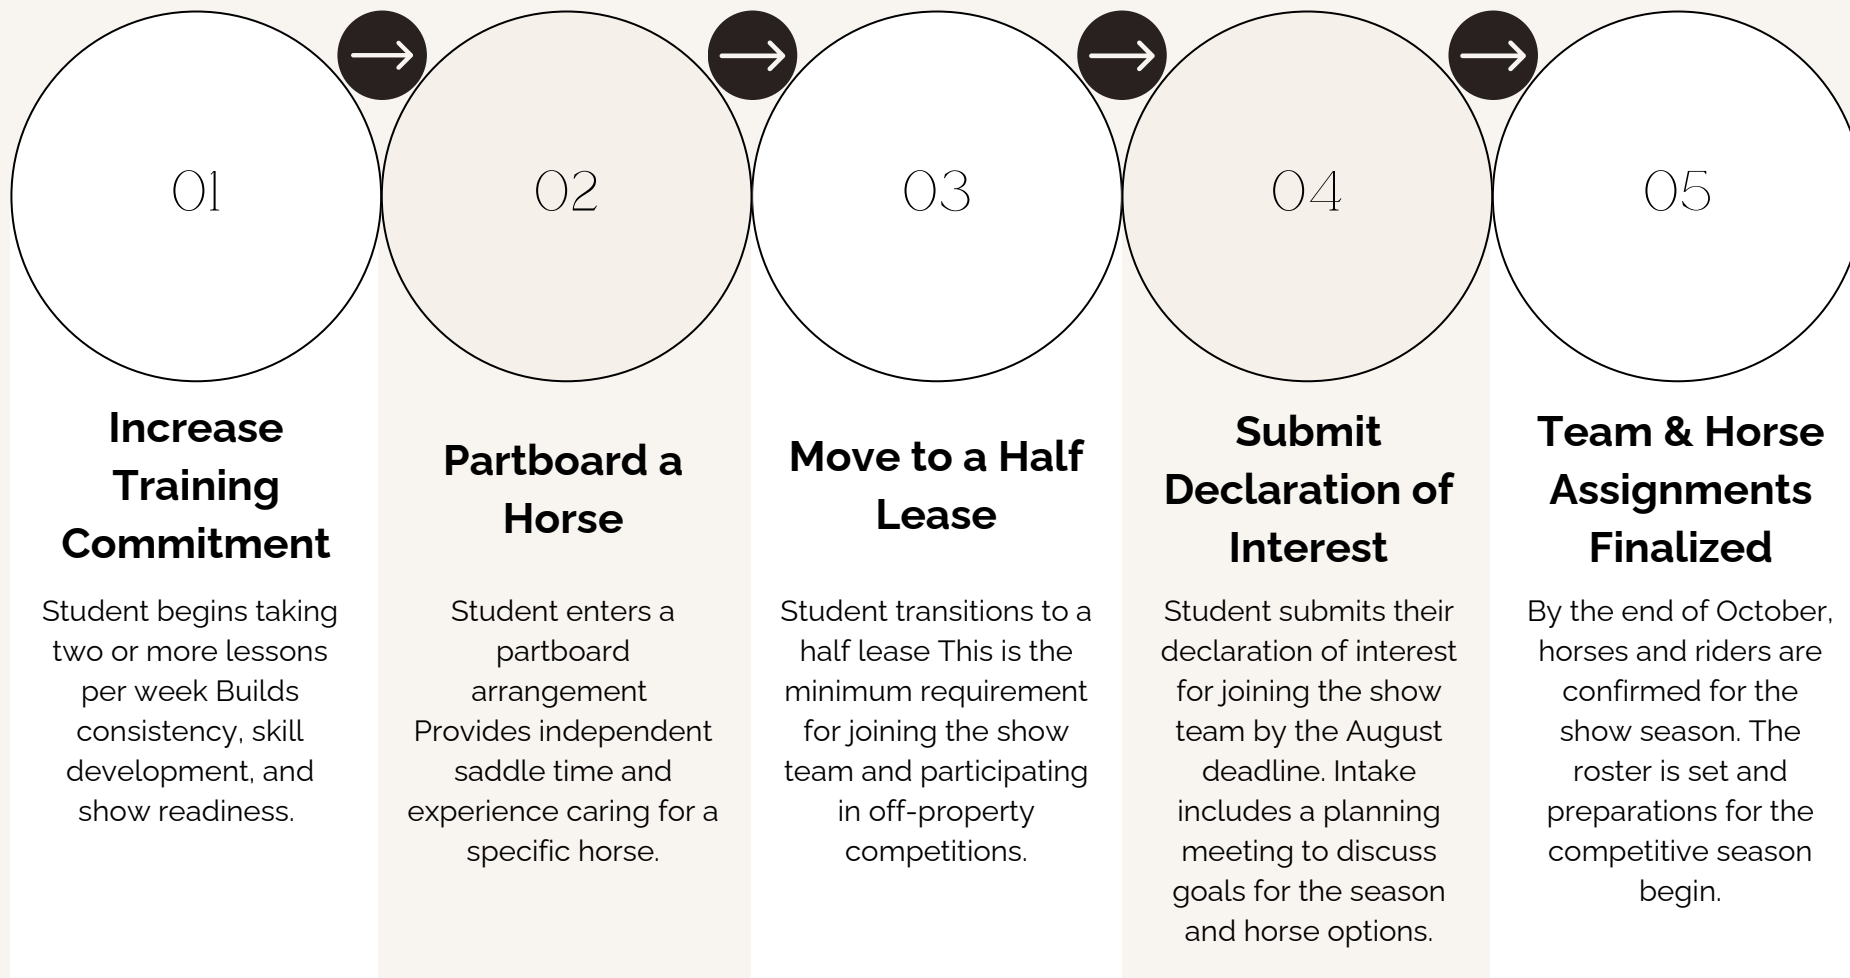 01
Increase
Training
Commitment
Student begins taking
two or more lessons
per week Builds
consistency, skill
development, and
show readiness.
02
Partboard a
Horse
Student enters a
partboard
arrangement
Provides independent
saddle time and
experience caring for a
specific horse.
03
Move to a Half
Lease
Student transitions to a
half lease This is the
minimum requirement
for joining the show
team and participating
in off-property
competitions.
04
Submit
Declaration of
Interest
Student submits their
declaration of interest
for joining the show
team by the August
deadline. Intake
includes a planning
meeting to discuss
goals for the season
and horse options.
05
Team & Horse
Assignments
Finalized
By the end of October,
horses and riders are
confirmed for the
show season. The
roster is set and
preparations for the
competitive season
begin.